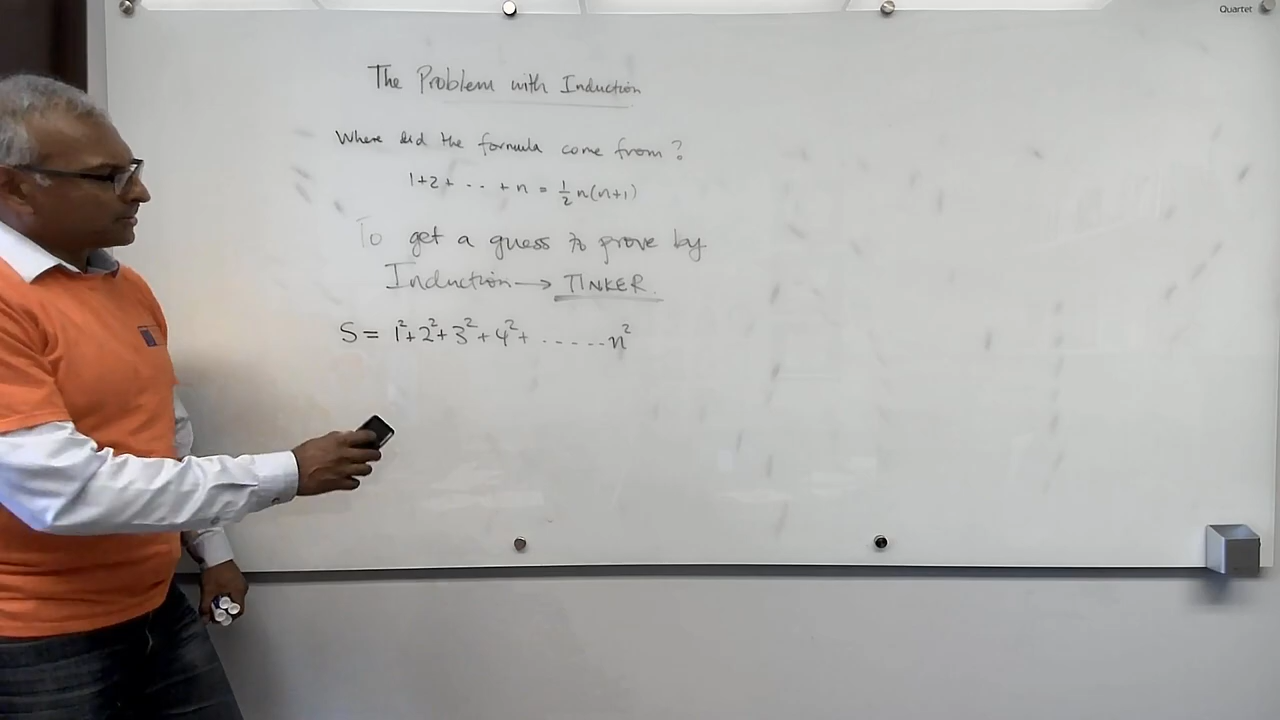 Quartet
The Problem with Induction
Where did the formula come from?
1+2+ ... + n = 1/2 n(n+1)
To get a guess to prove by
Induction → TINKER.
S = 1²+2²+3²+4²+ ......n²